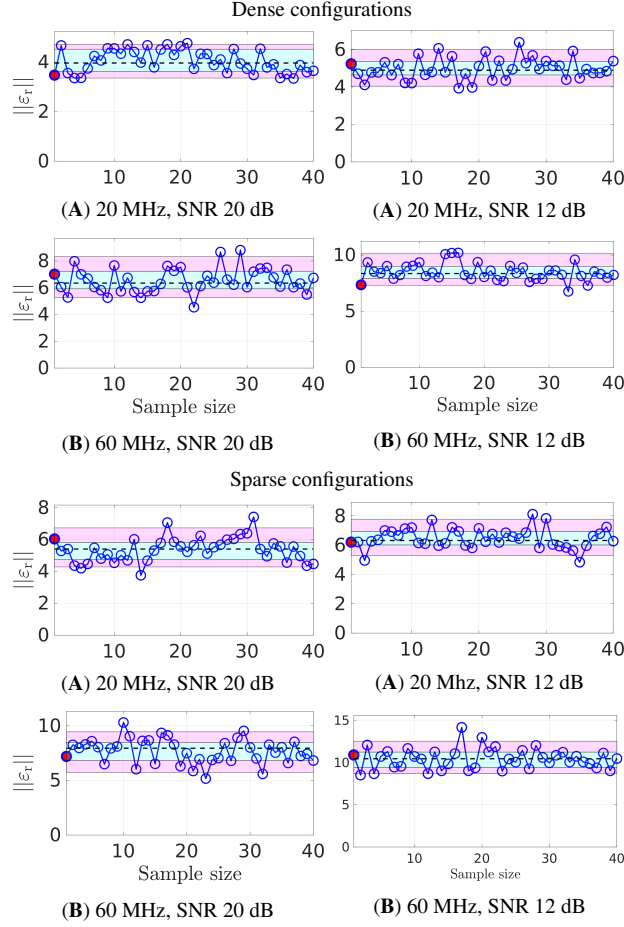 Dense configurations
4
2
0
||εr||
10 20 30 40
(A) 20 MHz, SNR 20 dB
6
4
2
0
10 20 30 40
(A) 20 MHz, SNR 12 dB
8
6
4
2
0
||εr||
10 20 30 40
Sample size
(B) 60 MHz, SNR 20 dB
10
5
0
10 20 30 40
(B) 60 MHz, SNR 12 dB
Sparse configurations
8
6
4
2
0
||εr||
10 20 30 40
(A) 20 MHz, SNR 20 dB
8
6
4
2
0
10 20 30 40
(A) 20 Mhz, SNR 12 dB
10
5
0
||εr||
10 20 30 40
Sample size
(B) 60 MHz, SNR 20 dB
15
10
5
0
10 20 30 40
Sample size
(B) 60 MHz, SNR 12 dB